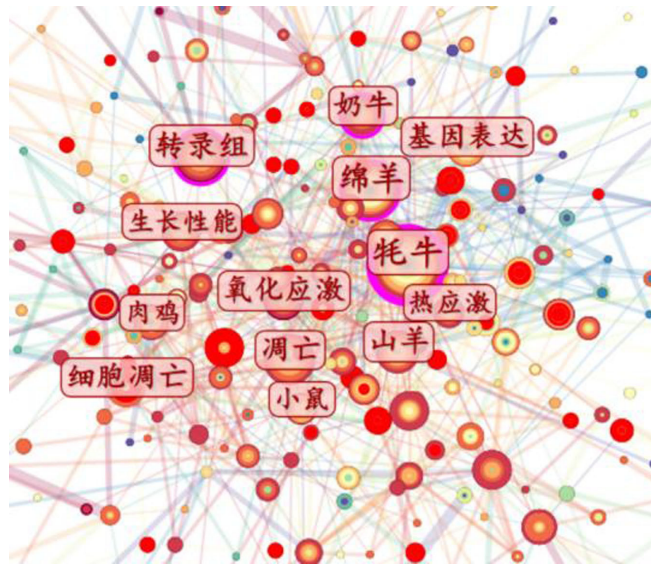 奶牛
转录组
基因表达
绵羊
生长性能
牦牛
氧化应激
热应激
肉鸡
凋亡
山羊
细胞凋亡
小鼠